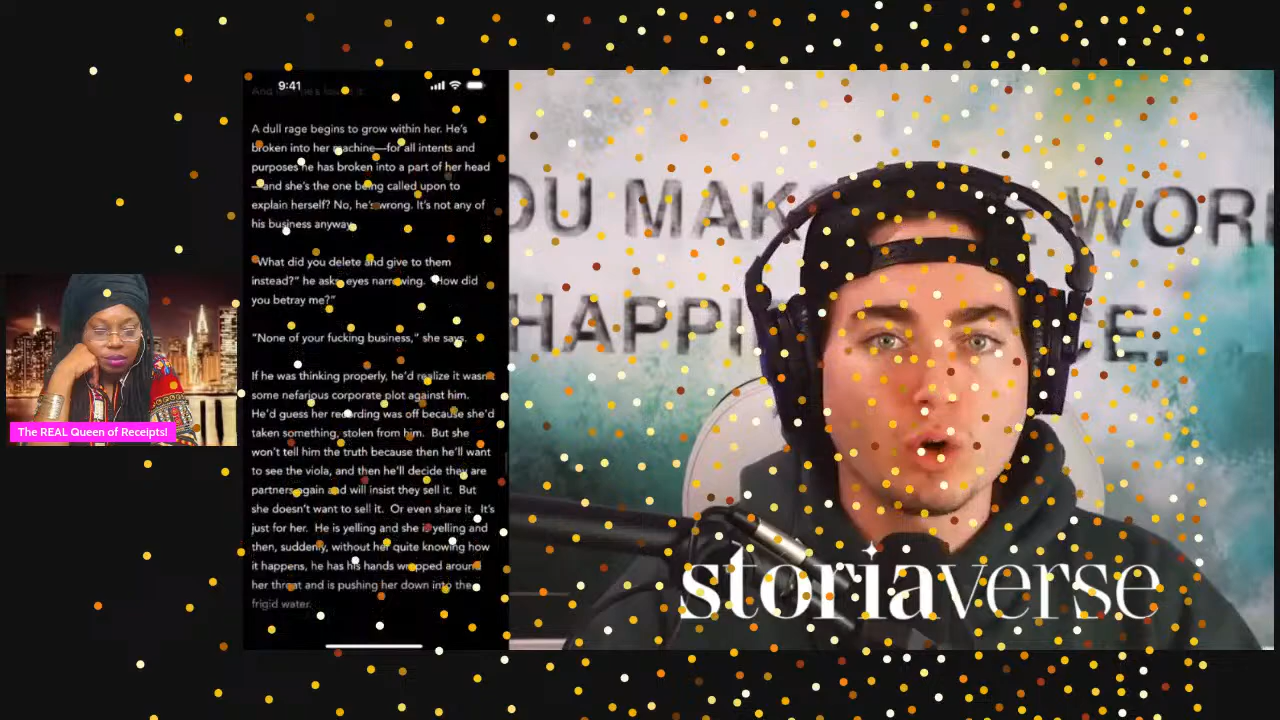 9:41
A dull rage begins to grow within her. He's
broken into her machine—for all intents and
purposes he has broken into a part of her head
—and she's the one being called upon to
explain herself? No, he's wrong. It's not any of
his business anyway.
"What did you delete and give to them
instead?" he asks, eyes narrowing. "How did
you betray me?"
"None of your fucking business," she says.
If he was thinking properly, he'd realize it wasn't
some nefarious corporate plot against him.
He'd guess her recording was off because she'd
taken something, stolen from him. But she
won't tell him the truth because then he'll want
to see the viola, and then he'll decide they are
partners again and will insist they sell it. But
she doesn't want to sell it. Or even share it. It's
just for her. He is yelling and she is yelling and
then, suddenly, without her quite knowing how
it happens, he has his hands wrapped around
her throat and is pushing her down into the
frigid water.
OU MAK WORL
HAPPI CE.
storiaverse
The REAL Queen of Receipts!